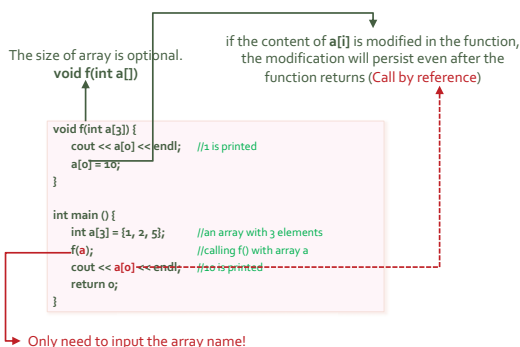 The size of array is optional.
void f(int a[])
if the content of a[i] is modified in the function,
the modification will persist even after the
function returns (Call by reference)
void f(int a[3]) {
cout << a[0] << endl; //1 is printed
a[0] = 10;
}
int main () {
int a[3] = {1, 2, 5}; //an array with 3 elements
f(a); //calling f() with array a
cout << a[0] << endl; //10 is printed
return 0;
}
Only need to input the array name!